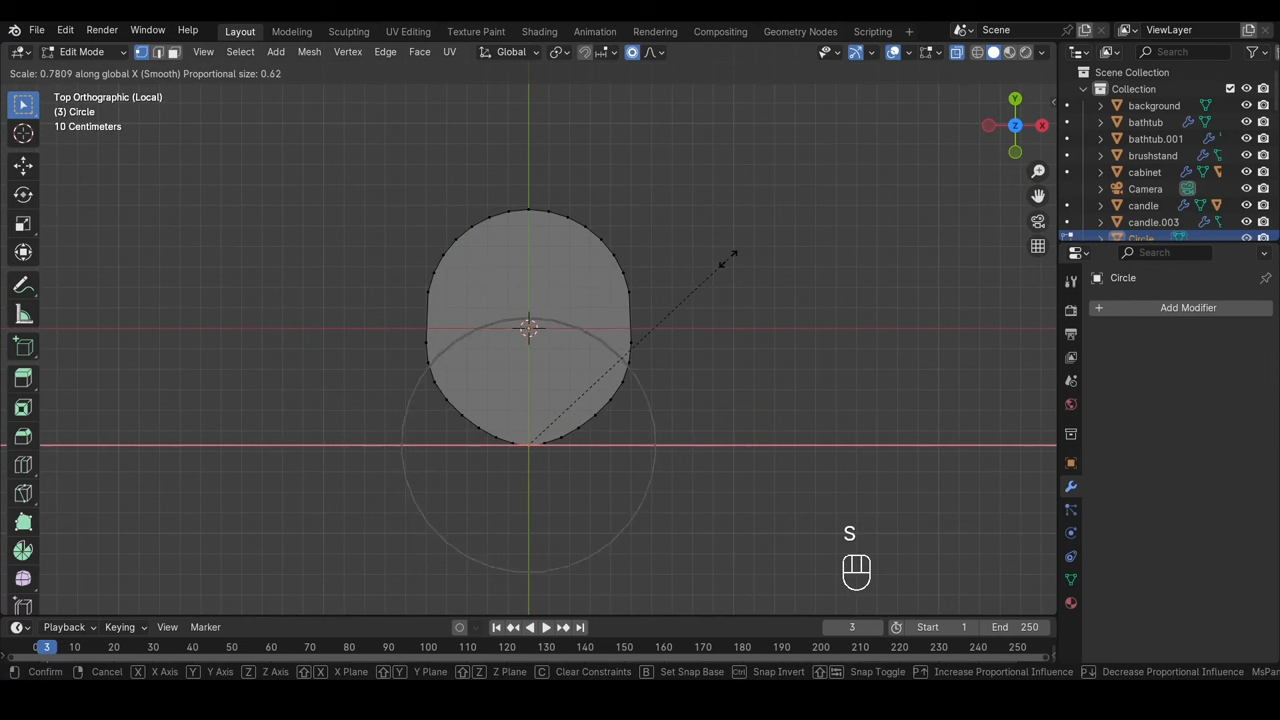 File Edit Render Window Help Layout Modeling Sculpting UV Editing Texture Paint Shading Animation Rendering Compositing Geometry Nodes Scripting Scene ViewLayer
Edit Mode View Select Add Mesh Vertex Edge Face UV Global Search
Scale: 0.7809 along global X (Smooth) Proportional size: 0.62
Scene Collection
Collection
Top Orthographic (Local)
(3) Circle
10 Centimeters
background
bathtub
bathtub.001
brushstand
cabinet
Camera
candle
candle.003
Circle
Y
X
Z
Search
Circle
Add Modifier
S
Playback Keying View Marker 3 Start 1 End 250
0 3 10 20 30 40 50 60 70 80 90 100 110 120 130 140 150 160 170 180 190 200 210 220 230 240 250
Confirm Cancel X X Axis Y Y Axis Z Z Axis X X Plane Y Y Plane Z Z Plane C Clear Constraints B Set Snap Base Ctrl Snap Invert Snap Toggle Increase Proportional Influence Decrease Proportional Influence MsPan